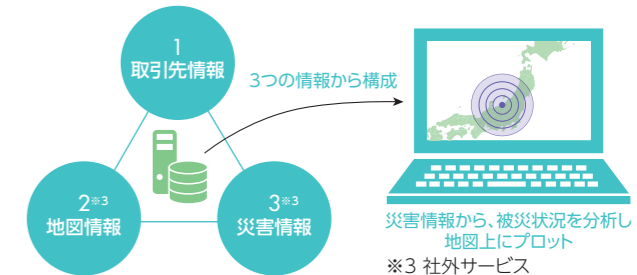 1
取引先情報
3つの情報から構成
2※3
地図情報
3※3
災害情報
災害情報から、被災状況を分析し
地図上にプロット
※3 社外サービス